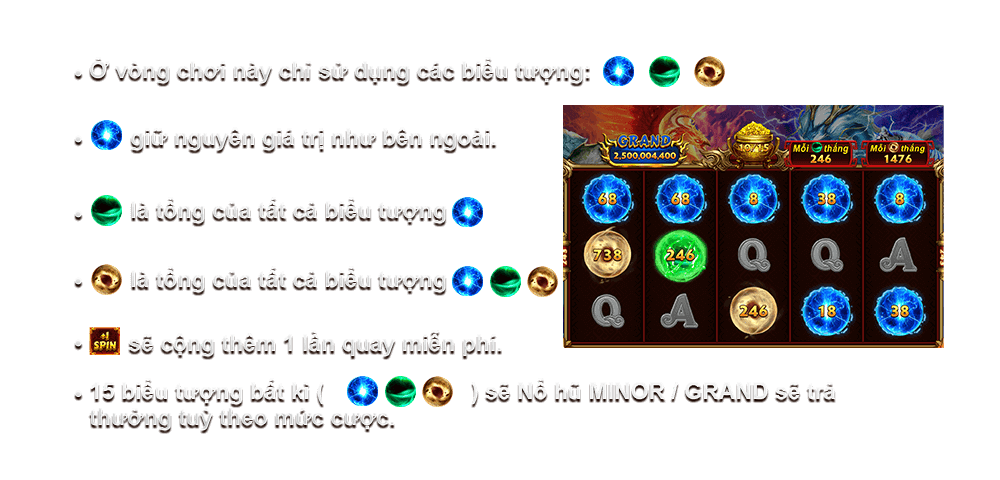 • Ở vòng chơi này chỉ sử dụng các biểu tượng:
• giữ nguyên giá trị như bên ngoài.
• là tổng của tất cả biểu tượng
• là tổng của tất cả biểu tượng
• +1 SPIN sẽ cộng thêm 1 lần quay miễn phí.
• 15 biểu tượng bất kì ( ) sẽ Nổ hũ MINOR / GRAND sẽ trả
thưởng tuỳ theo mức cược.
GRAND
2,500,004,400
10/15
Mỗi thắng
246
Mỗi thắng
1476
68 68 8 38 8
738 246 Q Q A
Q A 246 18 38